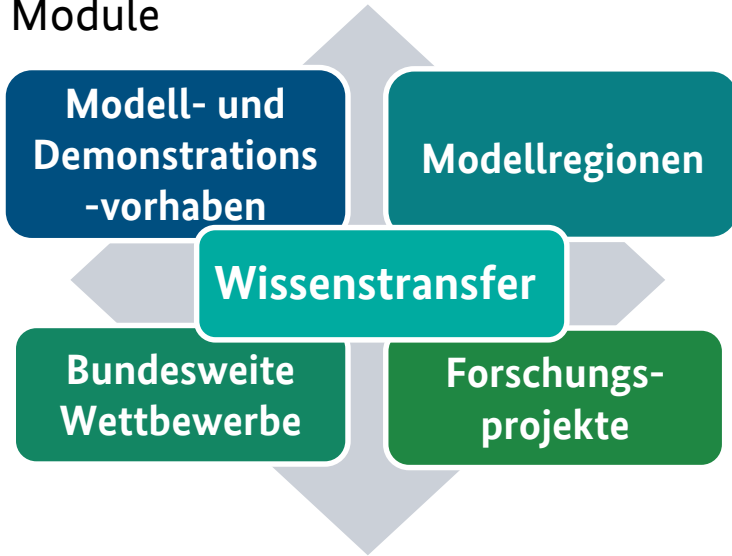 Module
Modell- und
Demonstrations
-vorhaben
Modellregionen
Wissenstransfer
Bundesweite
Wettbewerbe
Forschungs-
projekte